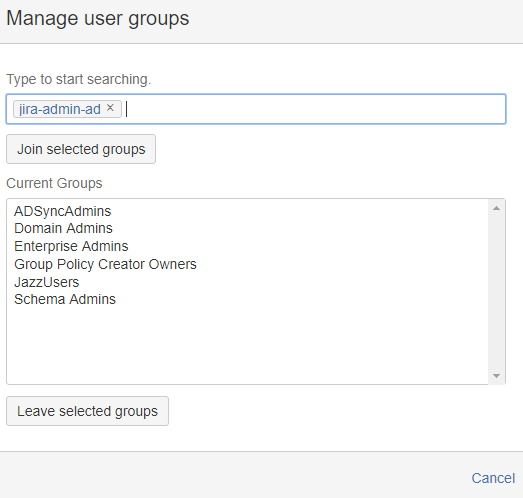 Manage user groups
Type to start searching.
jira-admin-ad ×
Join selected groups
Current Groups
ADSyncAdmins
Domain Admins
Enterprise Admins
Group Policy Creator Owners
JazzUsers
Schema Admins
Leave selected groups
Cancel